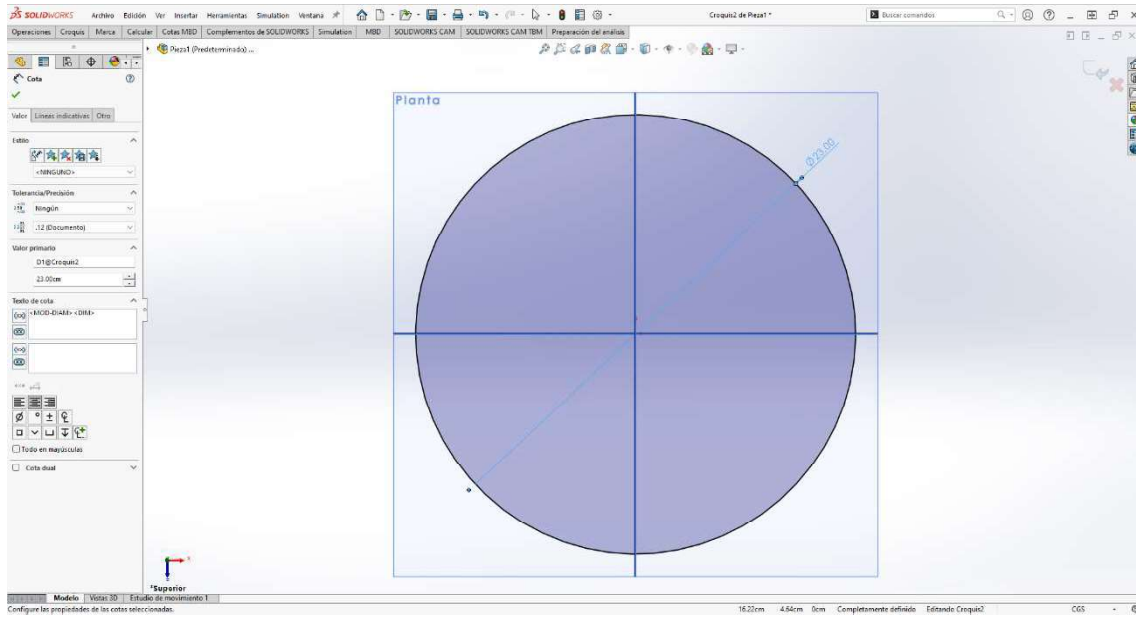 SOLIDWORKS Archivo Edición Ver Insertar Herramientas Simulation Ventana Croquis2 de Pieza1 * Buscar comandos
Operaciones Croquis Marca Calcular Cotas MBD Complementos de SOLIDWORKS Simulation MBD SOLIDWORKS CAM SOLIDWORKS CAM TBM Preparación del análisis
Pieza1 (Predeterminado) ...
Cota
Valor Líneas indicativas Otro
Planta
Ø23.00
Estilo
<NINGUNO>
Tolerancia/Precisión
Ningún
.12 (Documento)
Valor primario
D1@Croquis2
23.00cm
Texto de cota
<MOD-DIAM><DIM>
Todo en mayúsculas
Cota dual
*Superior
Modelo Vistas 3D Estudio de movimiento 1
Configure las propiedades de las cotas seleccionadas. 16.22cm 4.64cm 0cm Completamente definido Editando Croquis2 CGS